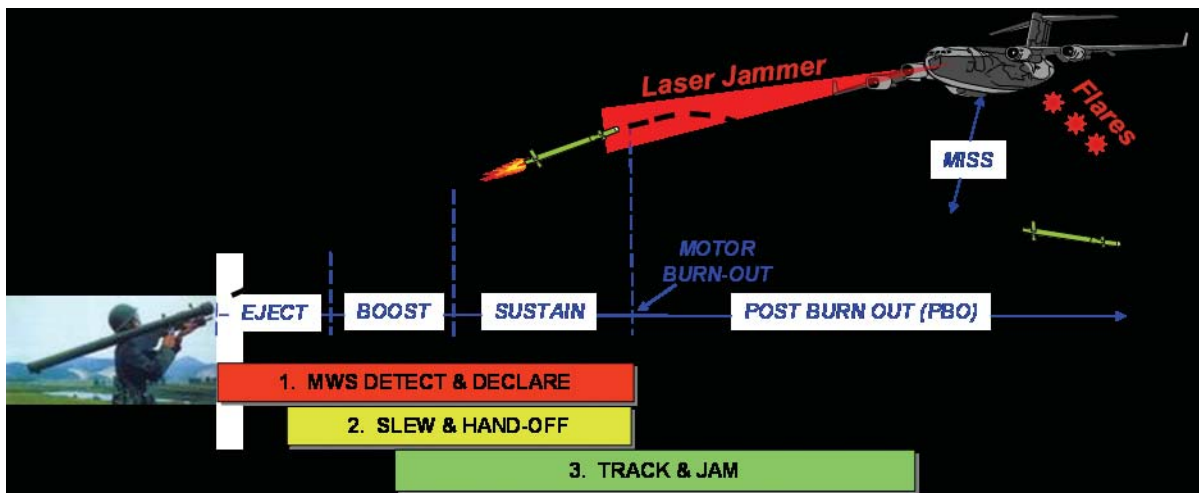 Laser Jammer
Flares
MISS
MOTOR
BURN-OUT
EJECT
BOOST
SUSTAIN
POST BURN OUT (PBO)
1. MWS DETECT & DECLARE
2. SLEW & HAND-OFF
3. TRACK & JAM